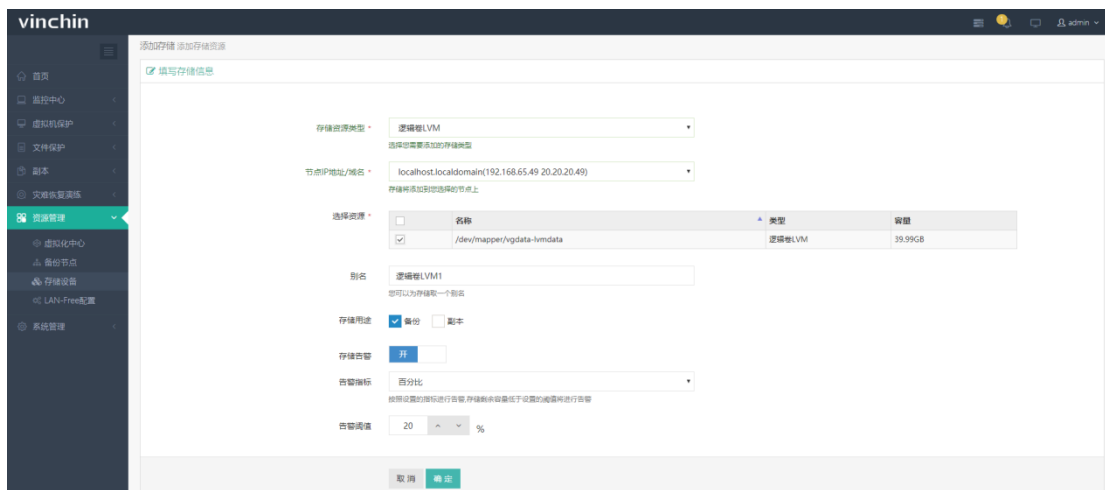 vinchin
1
admin
添加存储 添加存储资源
填写存储信息
首页
监控中心
虚拟机保护
文件保护
副本
灾难恢复演练
资源管理
虚拟化中心
备份节点
存储设备
LAN-Free配置
系统管理
存储资源类型 * 逻辑卷LVM
选择您需要添加的存储类型
节点IP地址/域名 * localhost.localdomain(192.168.65.49 20.20.20.49)
存储将添加到您选择的节点上
选择资源 *
名称 类型 容量
/dev/mapper/vgdata-lvmdata 逻辑卷LVM 39.99GB
别名 逻辑卷LVM1
您可以为存储取一个别名
存储用途 备份 副本
存储告警 开
告警指标 百分比
按照设置的指标进行告警,存储剩余容量低于设置的阈值将进行告警
告警阈值 20 %
取消 确定